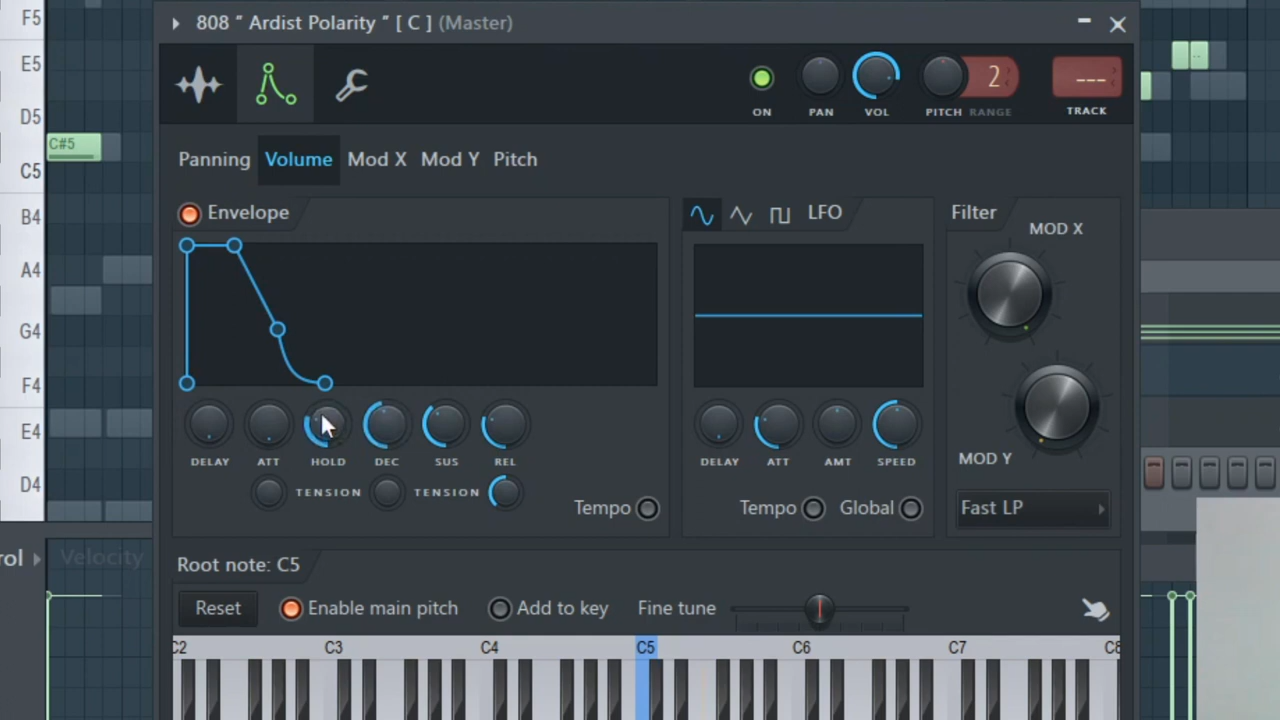 F5
808 " Ardist Polarity " [ C ] (Master)
E5
2
---
ON PAN VOL PITCH RANGE TRACK
D5
C#5
C5
Panning Volume Mod X Mod Y Pitch
B4
Envelope
LFO
Filter
MOD X
A4
G4
F4
E4
DELAY ATT HOLD DEC SUS REL
DELAY ATT AMT SPEED
MOD Y
D4
TENSION TENSION
Tempo
Tempo Global
Fast LP
rol Velocity
Root note: C5
Reset Enable main pitch Add to key Fine tune
C2 C3 C4 C5 C6 C7 C8